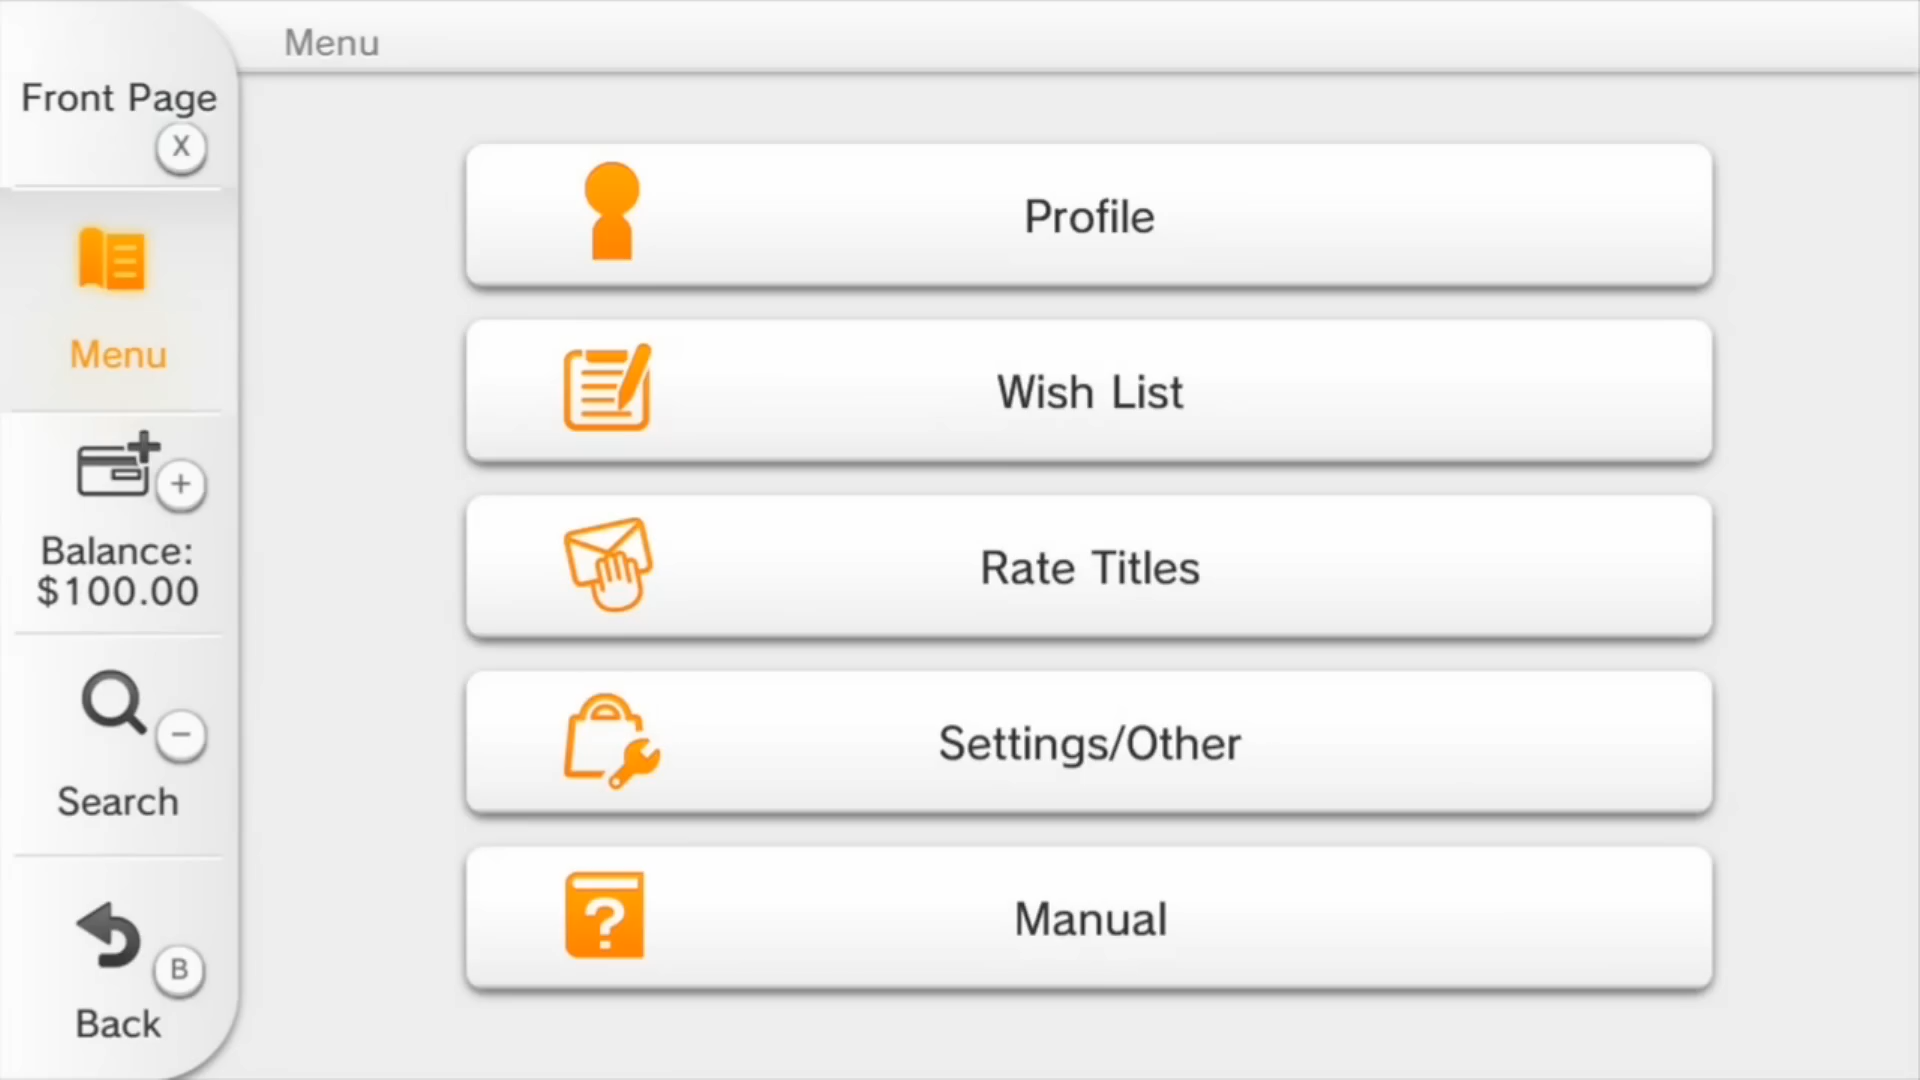 Menu
Front Page
X
Menu
+
Balance:
$100.00
−
Search
B
Back
Profile
Wish List
Rate Titles
Settings/Other
?
Manual